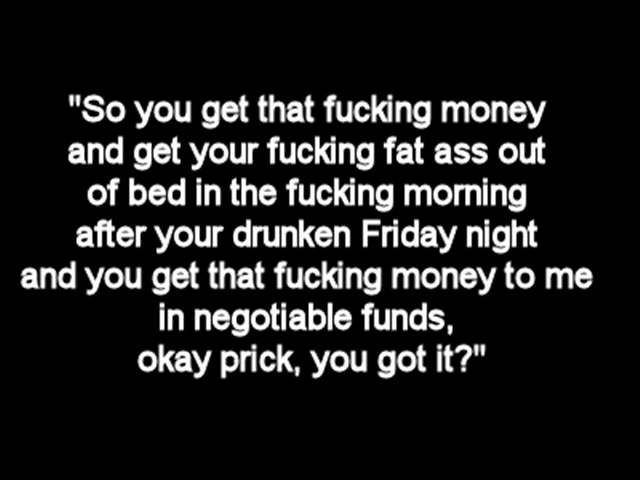 "So you get that fucking money
and get your fucking fat ass out
of bed in the fucking morning
after your drunken Friday night
and you get that fucking money to me
in negotiable funds,
okay prick, you got it?"